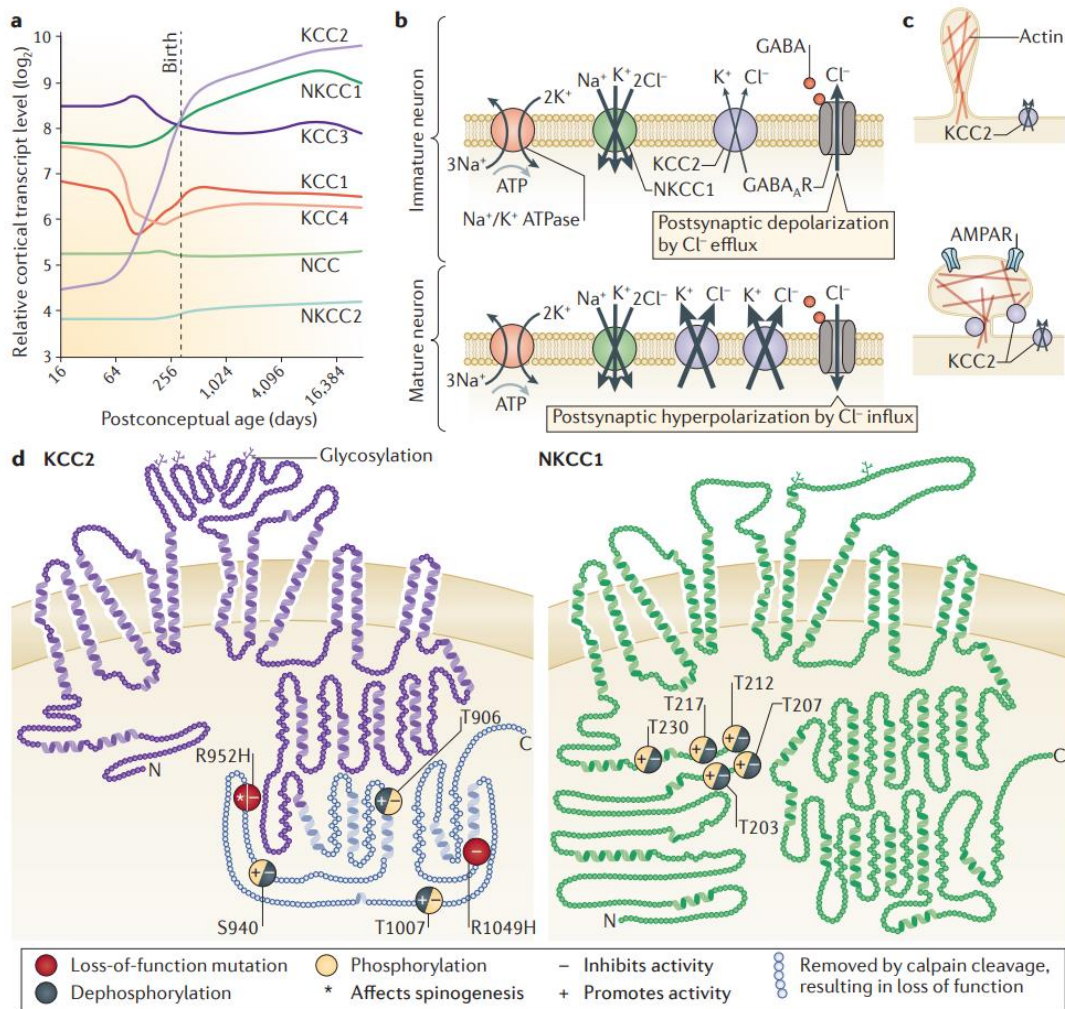 a
Relative cortical transcript level (log2)
10
9
8
7
6
5
4
3
Birth
KCC2
NKCC1
KCC3
KCC1
KCC4
NCC
NKCC2
16
64
256
1,024
4,096
16,384
Postconceptual age (days)
b
Immature neuron
3Na+
2K+
ATP
Na+/K+ ATPase
Na+ K+ 2Cl−
NKCC1
K+ Cl−
KCC2
GABA
Cl−
GABAAR
Postsynaptic depolarization
by Cl− efflux
Mature neuron
3Na+
2K+
ATP
Na+ K+ 2Cl−
K+ Cl−
K+ Cl−
Cl−
Postsynaptic hyperpolarization by Cl− influx
c
Actin
KCC2
AMPAR
KCC2
d KCC2
Glycosylation
N
R952H
* −
T906
+ −
C
−
+ −
+ −
S940
T1007
R1049H
NKCC1
T212
T217
T207
T230
+ −
+ −
+ −
+ −
+ −
T203
N
C
Loss-of-function mutation
Dephosphorylation
Phosphorylation
* Affects spinogenesis
− Inhibits activity
+ Promotes activity
Removed by calpain cleavage,
resulting in loss of function